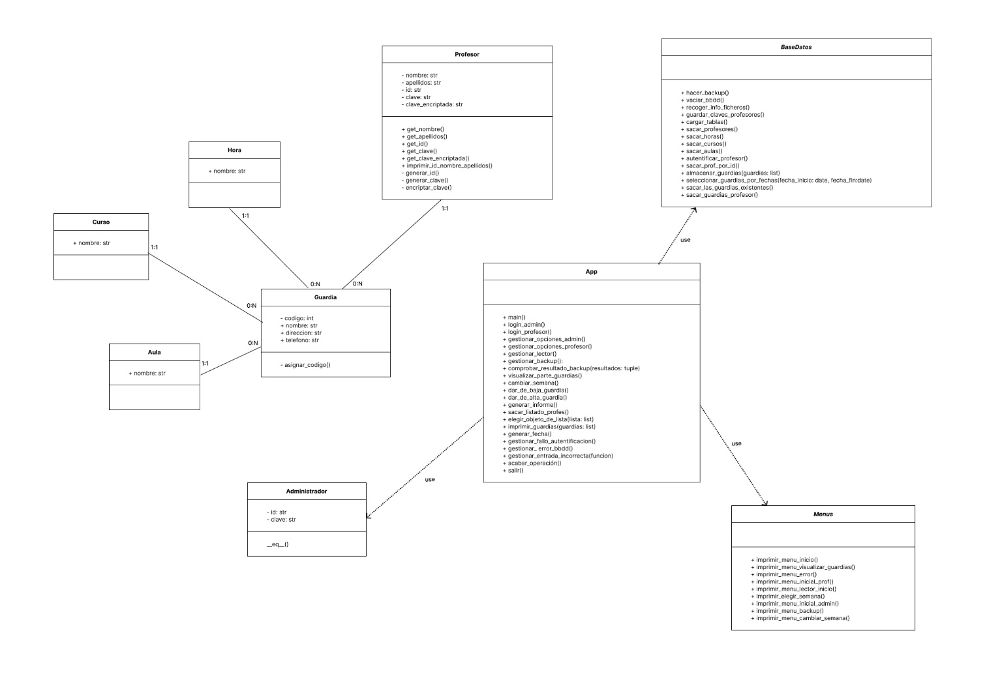 Profesor
- nombre: str
- apellidos: str
- id: str
- clave: str
- clave_encriptada: str
+ get_nombre()
+ get_apellidos()
+ get_id()
+ get_clave()
+ get_clave_encriptada()
+ imprimir_id_nombre_apellidos()
- generar_id()
- generar_clave()
- encriptar_clave()
1:1
BaseDatos
+ hacer_backup()
+ vaciar_bbdd()
+ recoger_info_ficheros()
+ guardar_claves_profesores()
+ cargar_tablas()
+ sacar_profesores()
+ sacar_horas()
+ sacar_cursos()
+ sacar_aulas()
+ autentificar_profesor()
+ sacar_prof_por_id()
+ almacenar_guardias(guardias: list)
+ seleccionar_guardias_por_fechas(fecha_inicio: date, fecha_fin:date)
+ sacar_las_guardias_existentes()
+ sacar_guardias_profesor()
use
Hora
+ nombre: str
1:1
Curso
+ nombre: str
1:1
0:N
0:N
0:N
0:N
Guardia
- codigo: int
+ nombre: str
+ direccion: str
+ telefono: str
- asignar_codigo()
Aula
+ nombre: str
1:1
App
+ main()
+ login_admin()
+ login_profesor()
+ gestionar_opciones_admin()
+ gestionar_opciones_profesor()
+ gestionar_lector()
+ gestionar_backup():
+ comprobar_resultado_backup(resultados: tuple)
+ visualizar_parte_guardias()
+ cambiar_semana()
+ dar_de_baja_guardia()
+ dar_de_alta_guardia()
+ generar_informe()
+ sacar_listado_profes()
+ elegir_objeto_de_lista(lista: list)
+ imprimir_guardias(guardias: list)
+ generar_fecha()
+ gestionar_fallo_autentificacion()
+ gestionar_ error_bbdd()
+ gestionar_entrada_incorrecta(funcion)
+ acabar_operación()
+ salir()
use
use
Administrador
- id: str
- clave: str
__eq__()
Menus
+ imprimir_menu_inicio()
+ imprimir_menu_visualizar_guardias()
+ imprimir_menu_error()
+ imprimir_menu_inicial_prof()
+ imprimir_menu_lector_inicio()
+ imprimir_elegir_semana()
+ imprimir_menu_inicial_admin()
+ imprimir_menu_backup()
+ imprimir_menu_cambiar_semana()